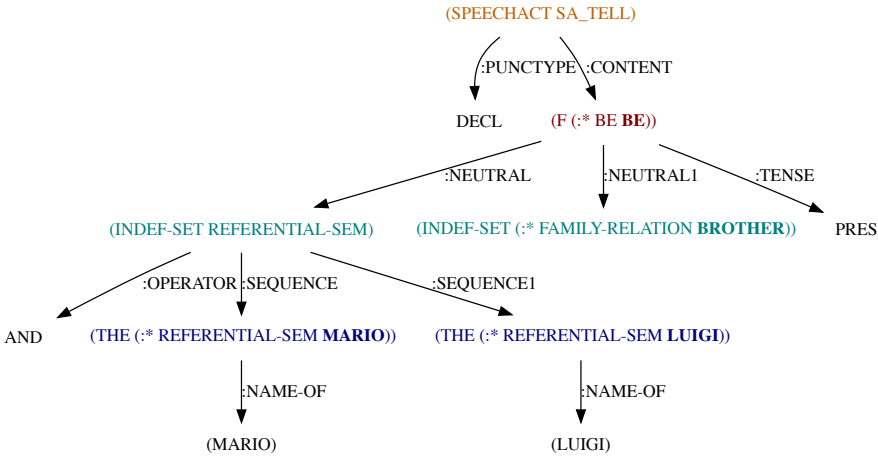 (SPEECHACT SA_TELL)
:PUNCTYPE :CONTENT
DECL (F (:* BE BE))
:NEUTRAL :NEUTRAL1 :TENSE
(INDEF-SET REFERENTIAL-SEM) (INDEF-SET (:* FAMILY-RELATION BROTHER)) PRES
:OPERATOR :SEQUENCE :SEQUENCE1
AND (THE (:* REFERENTIAL-SEM MARIO)) (THE (:* REFERENTIAL-SEM LUIGI))
:NAME-OF :NAME-OF
(MARIO) (LUIGI)